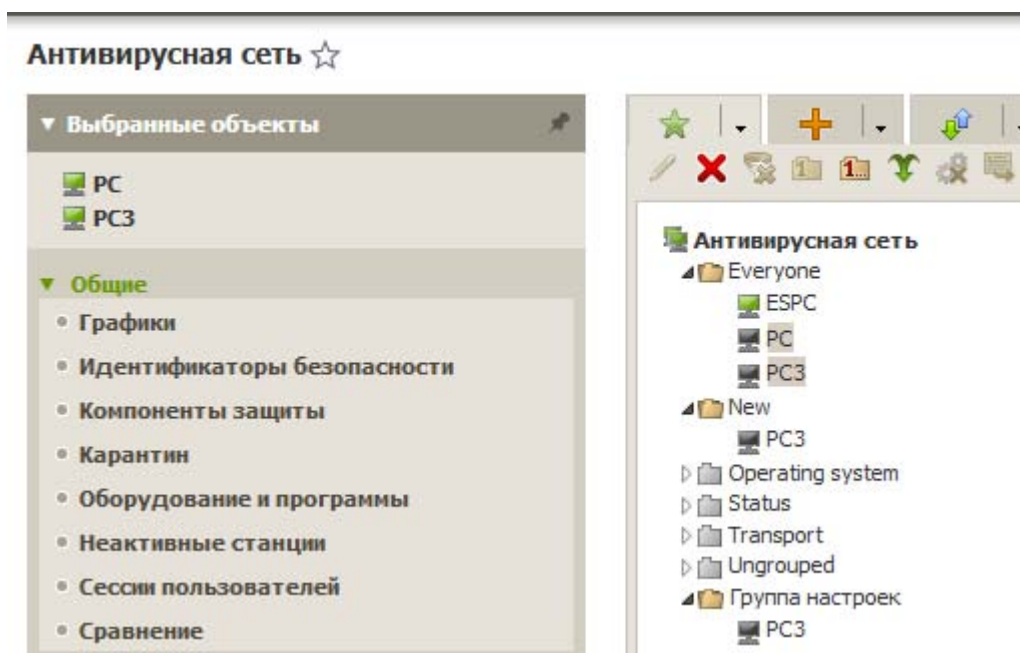 Антивирусная сеть
Выбранные объекты
PC
PC3
Общие
Графики
Идентификаторы безопасности
Компоненты защиты
Карантин
Оборудование и программы
Неактивные станции
Сессии пользователей
Сравнение
Антивирусная сеть
Everyone
ESPC
PC
PC3
New
PC3
Operating system
Status
Transport
Ungrouped
Группа настроек
PC3